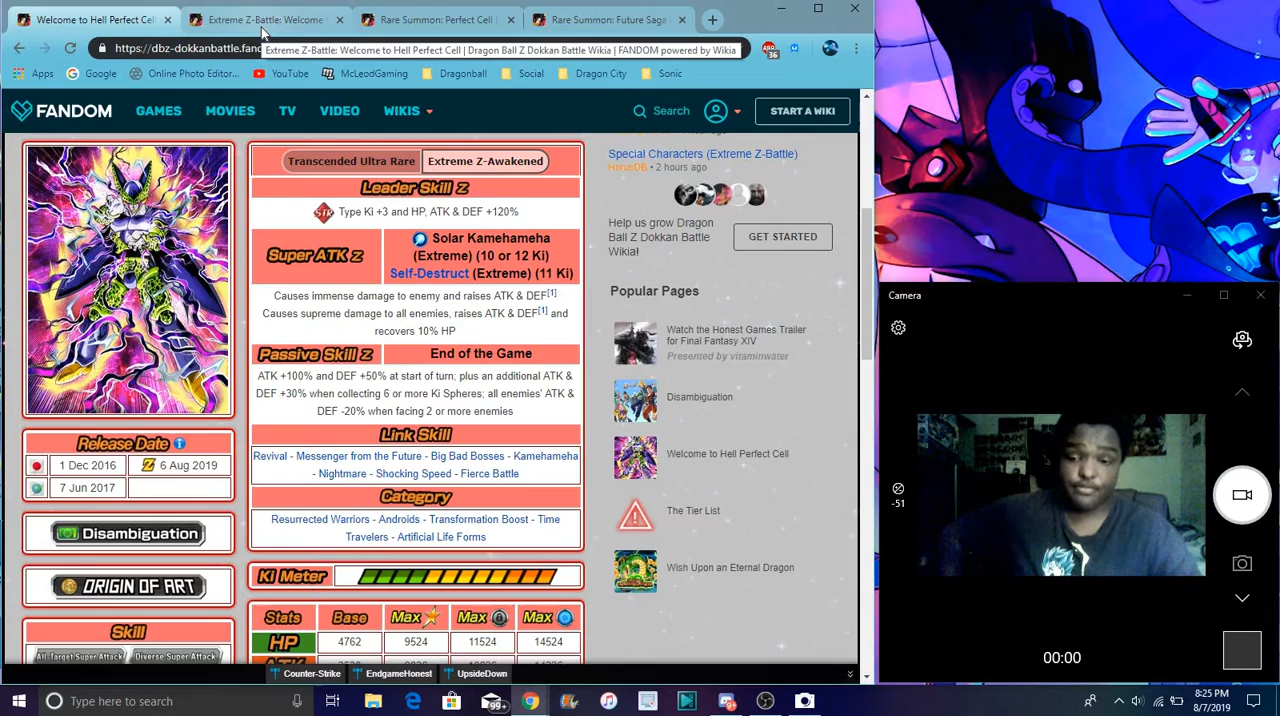 Welcome to Hell Perfect Cell
Extreme Z-Battle: Welcome
Rare Summon: Perfect Cell
Rare Summon: Future Saga
https://dbz-dokkanbattle.fand
Extreme Z-Battle: Welcome to Hell Perfect Cell | Dragon Ball Z Dokkan Battle Wikia | FANDOM powered by Wikia
36
Apps
Google
Online Photo Editor...
YouTube
McLeodGaming
Dragonball
Social
Dragon City
Sonic
FANDOM
GAMES
MOVIES
TV
VIDEO
WIKIS
Search
START A WIKI
Transcended Ultra Rare
Extreme Z-Awakened
Leader Skill Z
STR Type Ki +3 and HP, ATK & DEF +120%
Super ATK Z
Solar Kamehameha
(Extreme) (10 or 12 Ki)
Self-Destruct (Extreme) (11 Ki)
Causes immense damage to enemy and raises ATK & DEF[1]
Causes supreme damage to all enemies, raises ATK & DEF[1] and
recovers 10% HP
Passive Skill Z
End of the Game
ATK +100% and DEF +50% at start of turn; plus an additional ATK &
DEF +30% when collecting 6 or more Ki Spheres; all enemies' ATK &
DEF -20% when facing 2 or more enemies
Link Skill
Revival - Messenger from the Future - Big Bad Bosses - Kamehameha
- Nightmare - Shocking Speed - Fierce Battle
Category
Resurrected Warriors - Androids - Transformation Boost - Time
Travelers - Artificial Life Forms
Ki Meter
Stats Base Max Max Max
HP 4762 9524 11524 14524
Release Date
1 Dec 2016
Z 6 Aug 2019
7 Jun 2017
Disambiguation
ORIGIN OF ART
Skill
All-Target Super Attack
Diverse Super Attack
Special Characters (Extreme Z-Battle)
HorusDB • 2 hours ago
Help us grow Dragon
Ball Z Dokkan Battle
Wikia!
GET STARTED
Popular Pages
Watch the Honest Games Trailer
for Final Fantasy XIV
Presented by vitaminwater
Disambiguation
Welcome to Hell Perfect Cell
The Tier List
Wish Upon an Eternal Dragon
Counter-Strike
EndgameHonest
UpsideDown
Camera
-51
00:00
Type here to search
99+
8:25 PM
8/7/2019